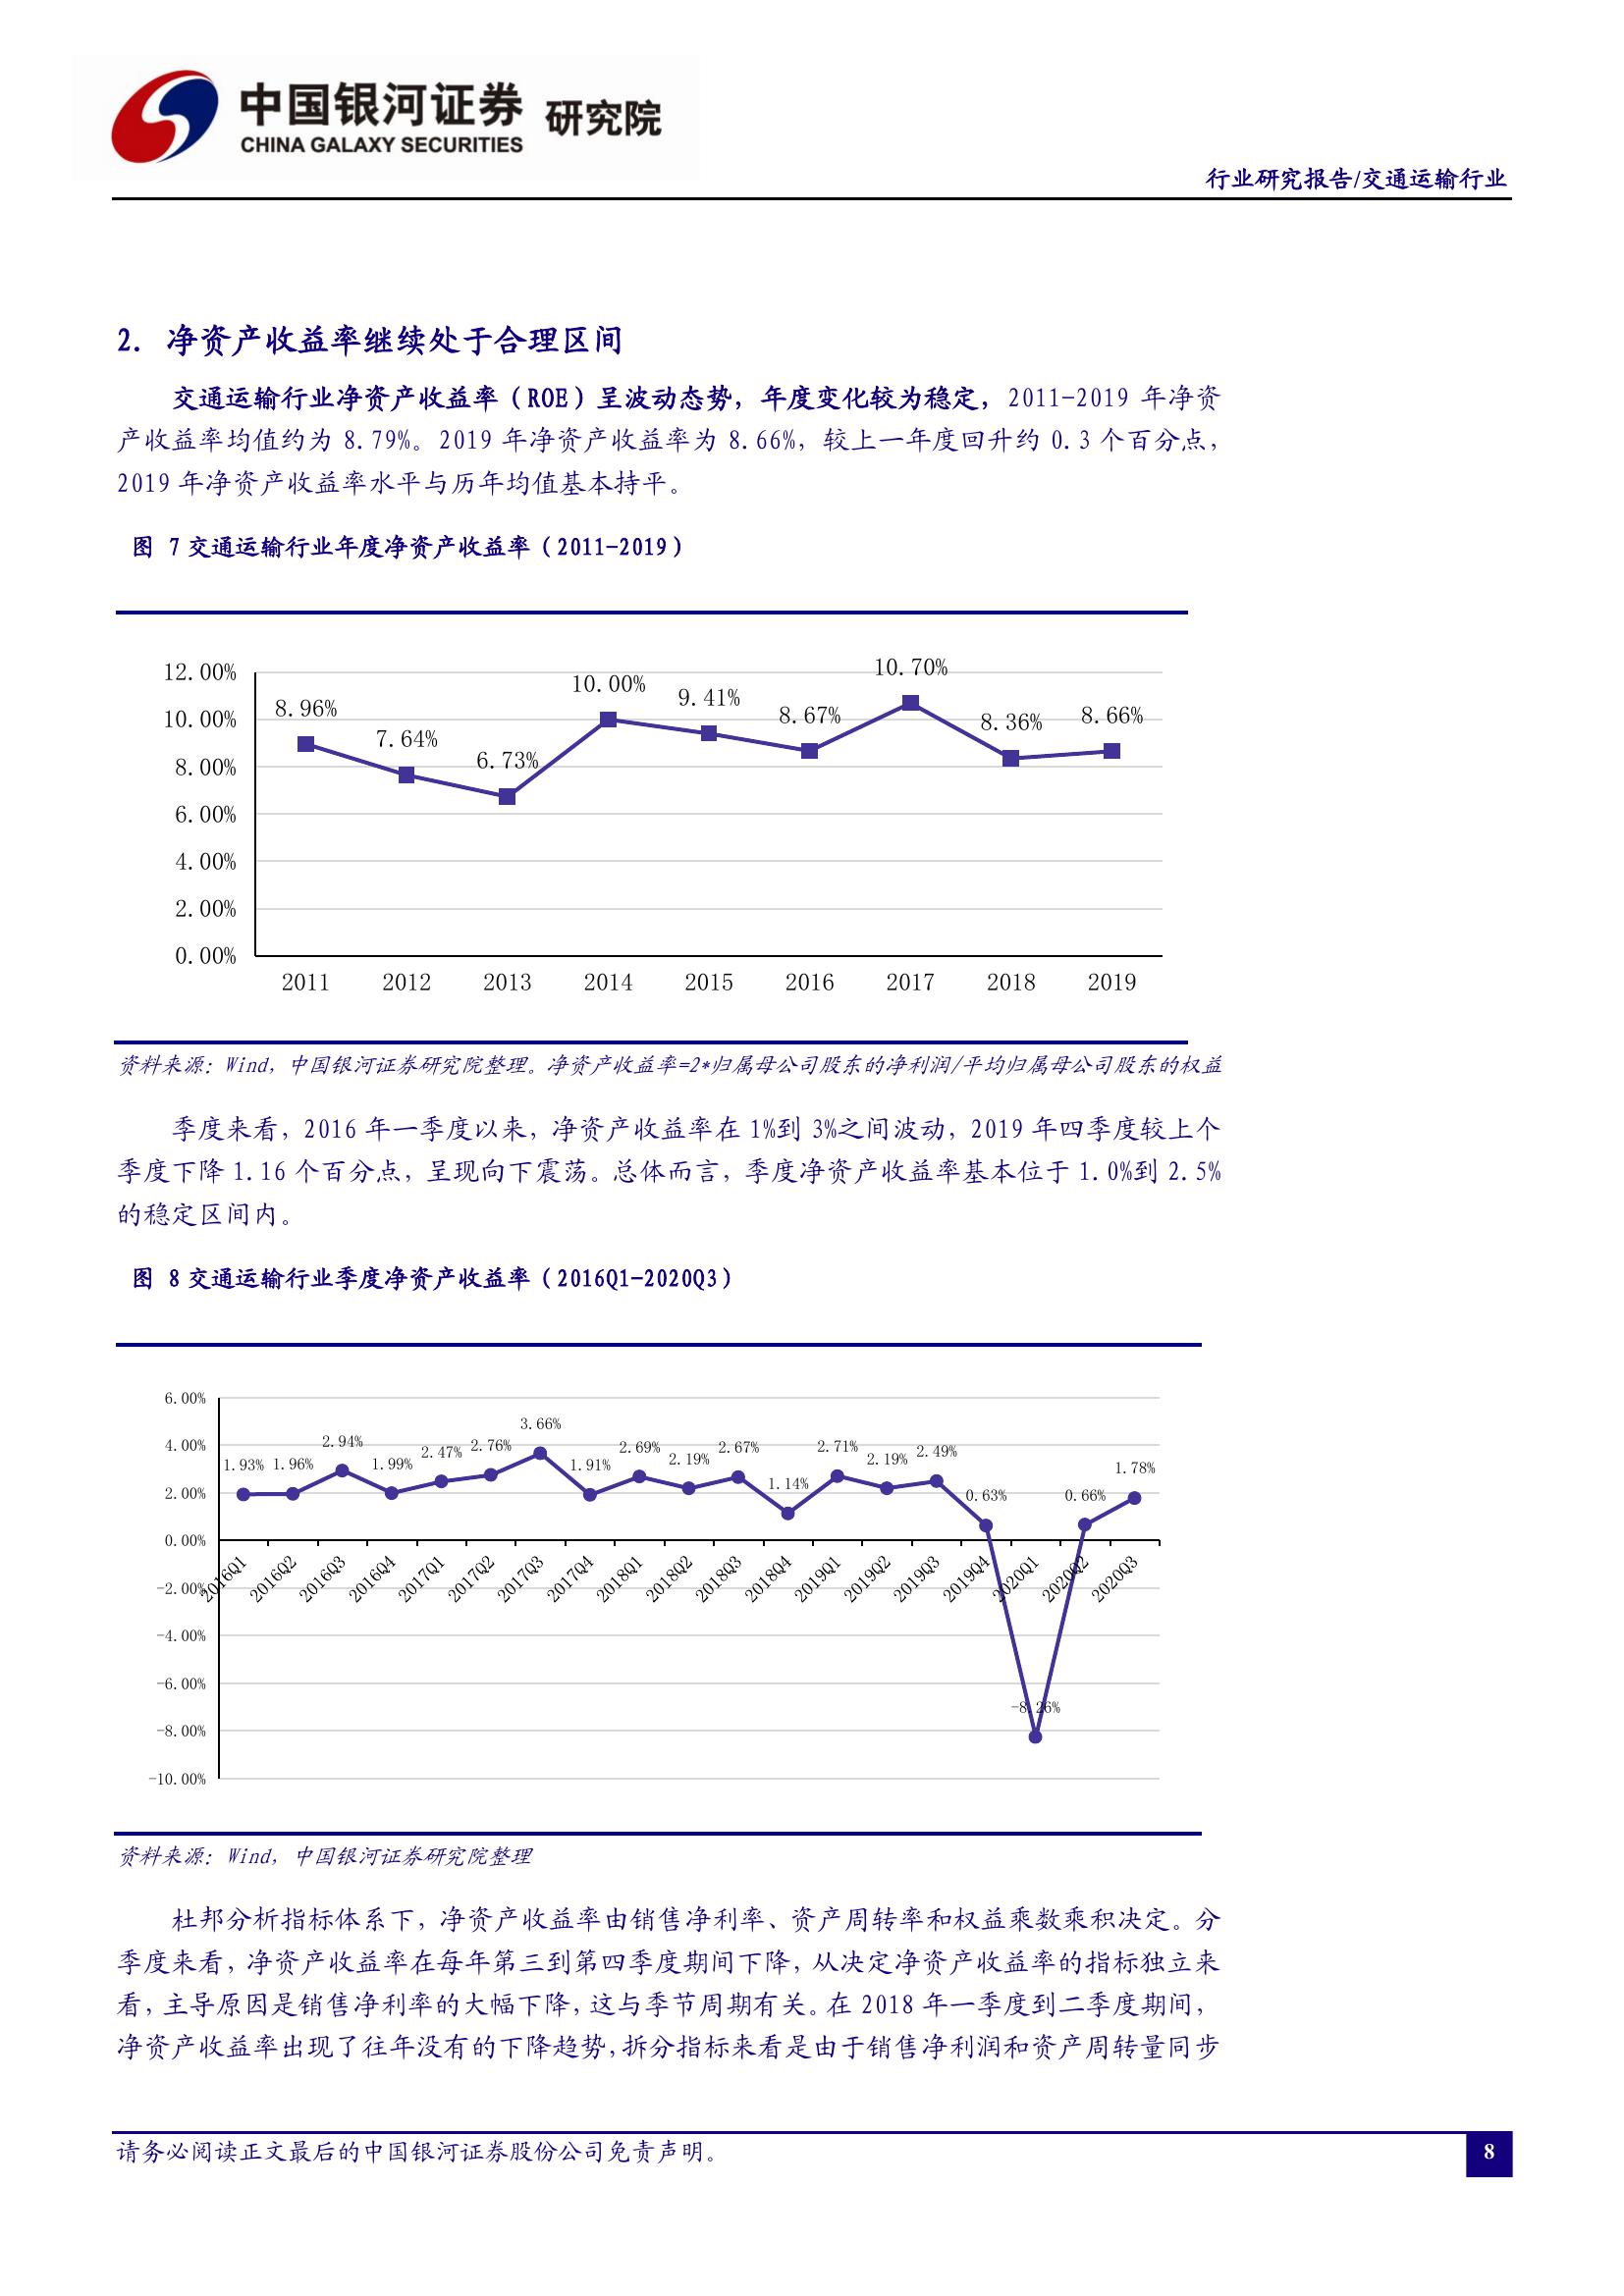 中国银河证券 研究院
CHINA GALAXY SECURITIES
行业研究报告/交通运输行业
2. 净资产收益率继续处于合理区间
交通运输行业净资产收益率（ROE）呈波动态势，年度变化较为稳定，2011-2019 年净资
产收益率均值约为 8.79%。2019 年净资产收益率为 8.66%，较上一年度回升约 0.3 个百分点，
2019 年净资产收益率水平与历年均值基本持平。
图 7 交通运输行业年度净资产收益率（2011-2019）
12.00%
10.00%
8.00%
6.00%
4.00%
2.00%
0.00%
8.96% 7.64% 6.73% 10.00% 9.41% 8.67% 10.70% 8.36% 8.66%
2011 2012 2013 2014 2015 2016 2017 2018 2019
资料来源：Wind，中国银河证券研究院整理。净资产收益率=2*归属母公司股东的净利润/平均归属母公司股东的权益
季度来看，2016 年一季度以来，净资产收益率在 1%到 3%之间波动，2019 年四季度较上个
季度下降 1.16 个百分点，呈现向下震荡。总体而言，季度净资产收益率基本位于 1.0%到 2.5%
的稳定区间内。
图 8 交通运输行业季度净资产收益率（2016Q1-2020Q3）
6.00%
4.00%
2.00%
0.00%
-2.00%
-4.00%
-6.00%
-8.00%
-10.00%
1.93% 1.96% 2.94% 1.99% 2.47% 2.76% 3.66% 1.91% 2.69% 2.19% 2.67% 1.14% 2.71% 2.19% 2.49% 0.63% -8.26% 0.66% 1.78%
2016Q1 2016Q2 2016Q3 2016Q4 2017Q1 2017Q2 2017Q3 2017Q4 2018Q1 2018Q2 2018Q3 2018Q4 2019Q1 2019Q2 2019Q3 2019Q4 2020Q1 2020Q2 2020Q3
资料来源：Wind，中国银河证券研究院整理
杜邦分析指标体系下，净资产收益率由销售净利率、资产周转率和权益乘数乘积决定。分
季度来看，净资产收益率在每年第三到第四季度期间下降，从决定净资产收益率的指标独立来
看，主导原因是销售净利率的大幅下降，这与季节周期有关。在 2018 年一季度到二季度期间，
净资产收益率出现了往年没有的下降趋势，拆分指标来看是由于销售净利润和资产周转量同步
请务必阅读正文最后的中国银河证券股份公司免责声明。
8